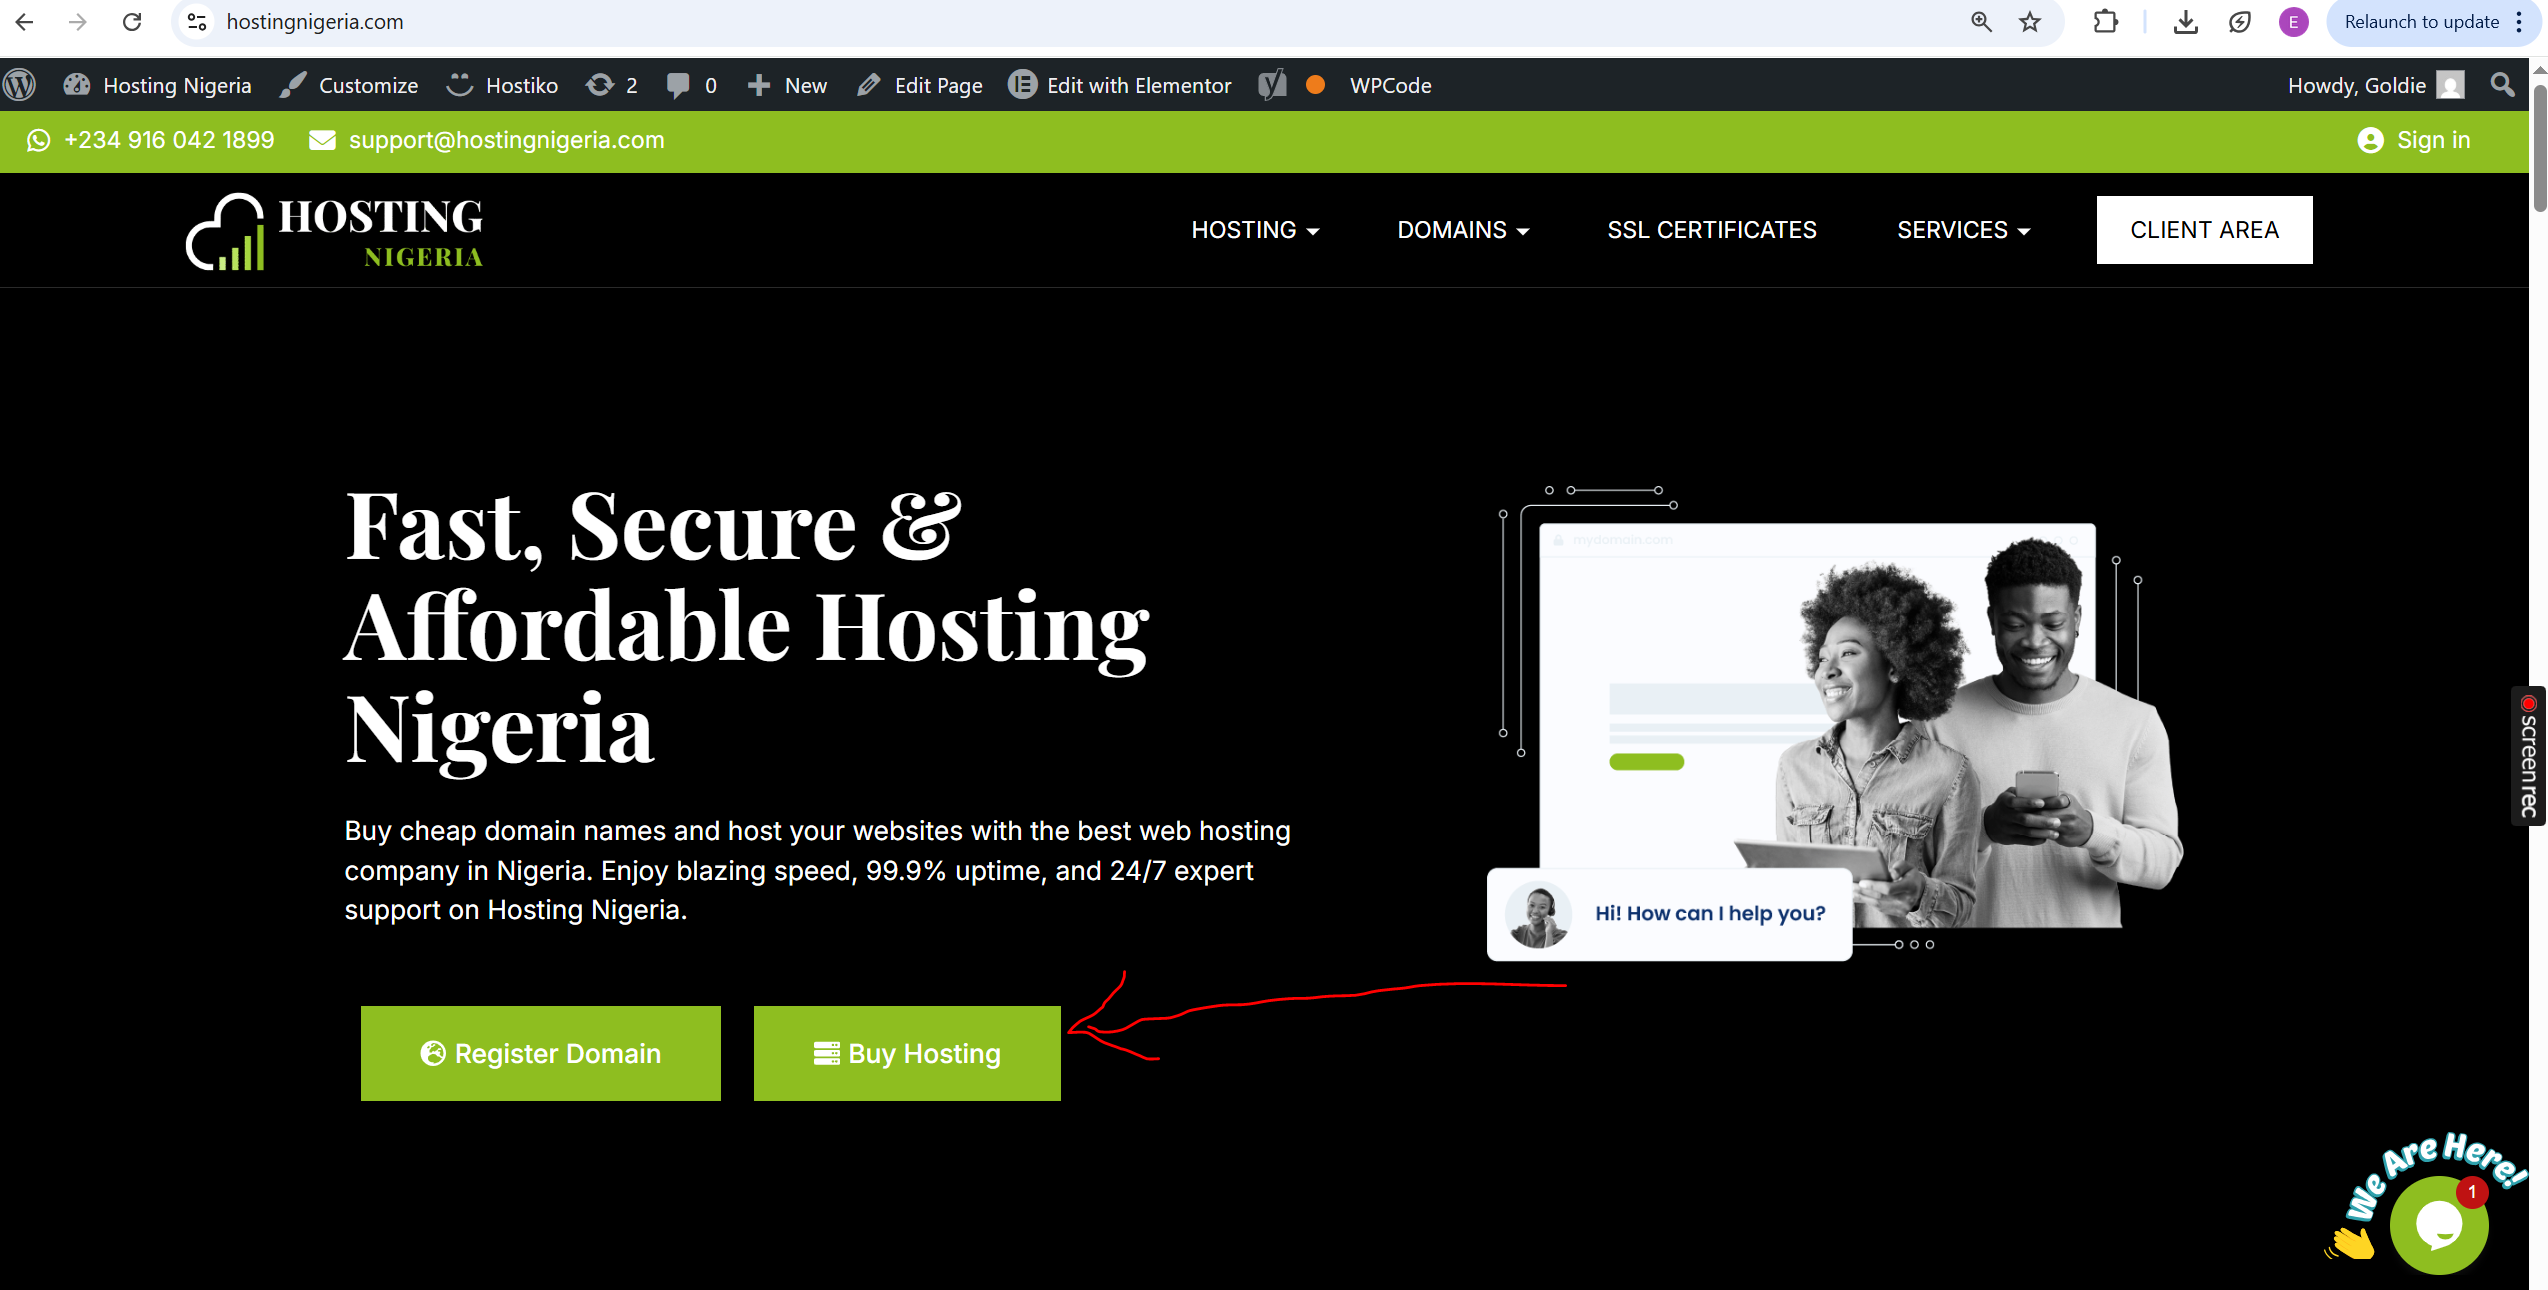 hostingnigeria.com
E
Relaunch to update
Hosting Nigeria
Customize
Hostiko
2
0
New
Edit Page
Edit with Elementor
WPCode
Howdy, Goldie
+234 916 042 1899
support@hostingnigeria.com
Sign in
HOSTING
NIGERIA
HOSTING
DOMAINS
SSL CERTIFICATES
SERVICES
CLIENT AREA
Fast, Secure &
Affordable Hosting
Nigeria
mydomain.com
Buy cheap domain names and host your websites with the best web hosting
company in Nigeria. Enjoy blazing speed, 99.9% uptime, and 24/7 expert
support on Hosting Nigeria.
Hi! How can I help you?
Register Domain
Buy Hosting
screenrec
We Are Here!
1